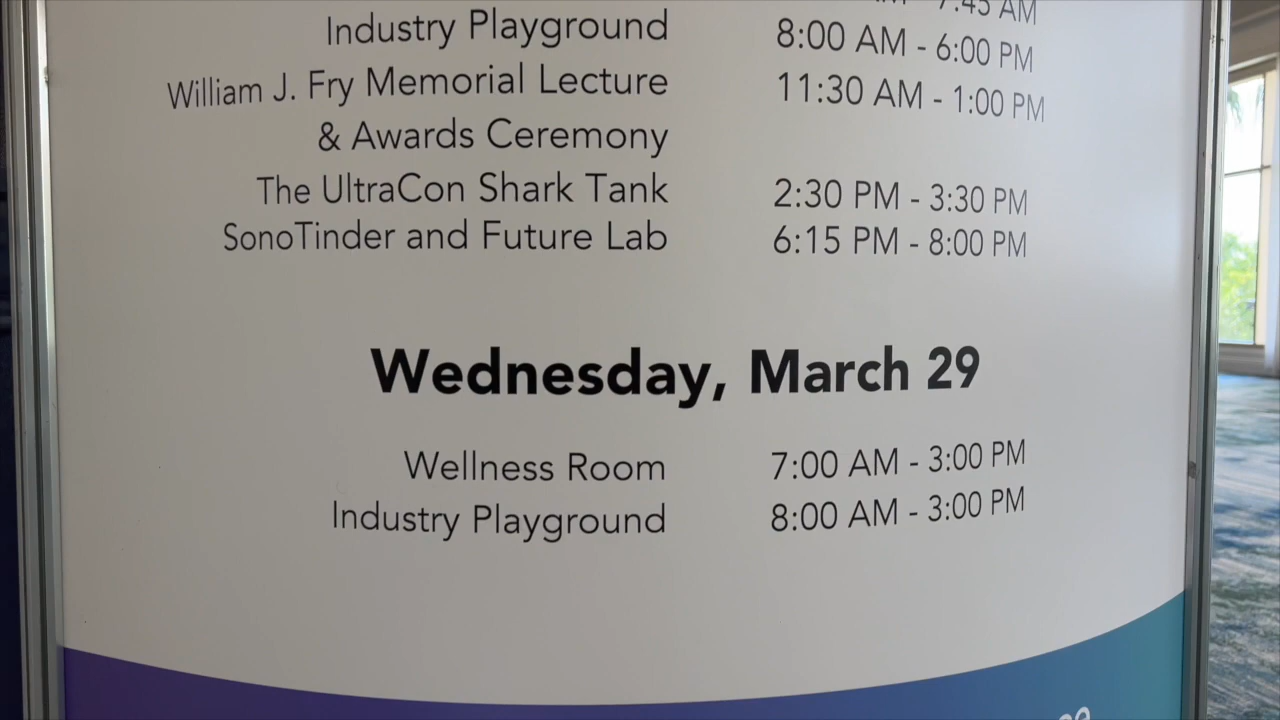 7:45 AM
Industry Playground 8:00 AM - 6:00 PM
William J. Fry Memorial Lecture 11:30 AM - 1:00 PM
& Awards Ceremony
The UltraCon Shark Tank 2:30 PM - 3:30 PM
SonoTinder and Future Lab 6:15 PM - 8:00 PM
Wednesday, March 29
Wellness Room 7:00 AM - 3:00 PM
Industry Playground 8:00 AM - 3:00 PM